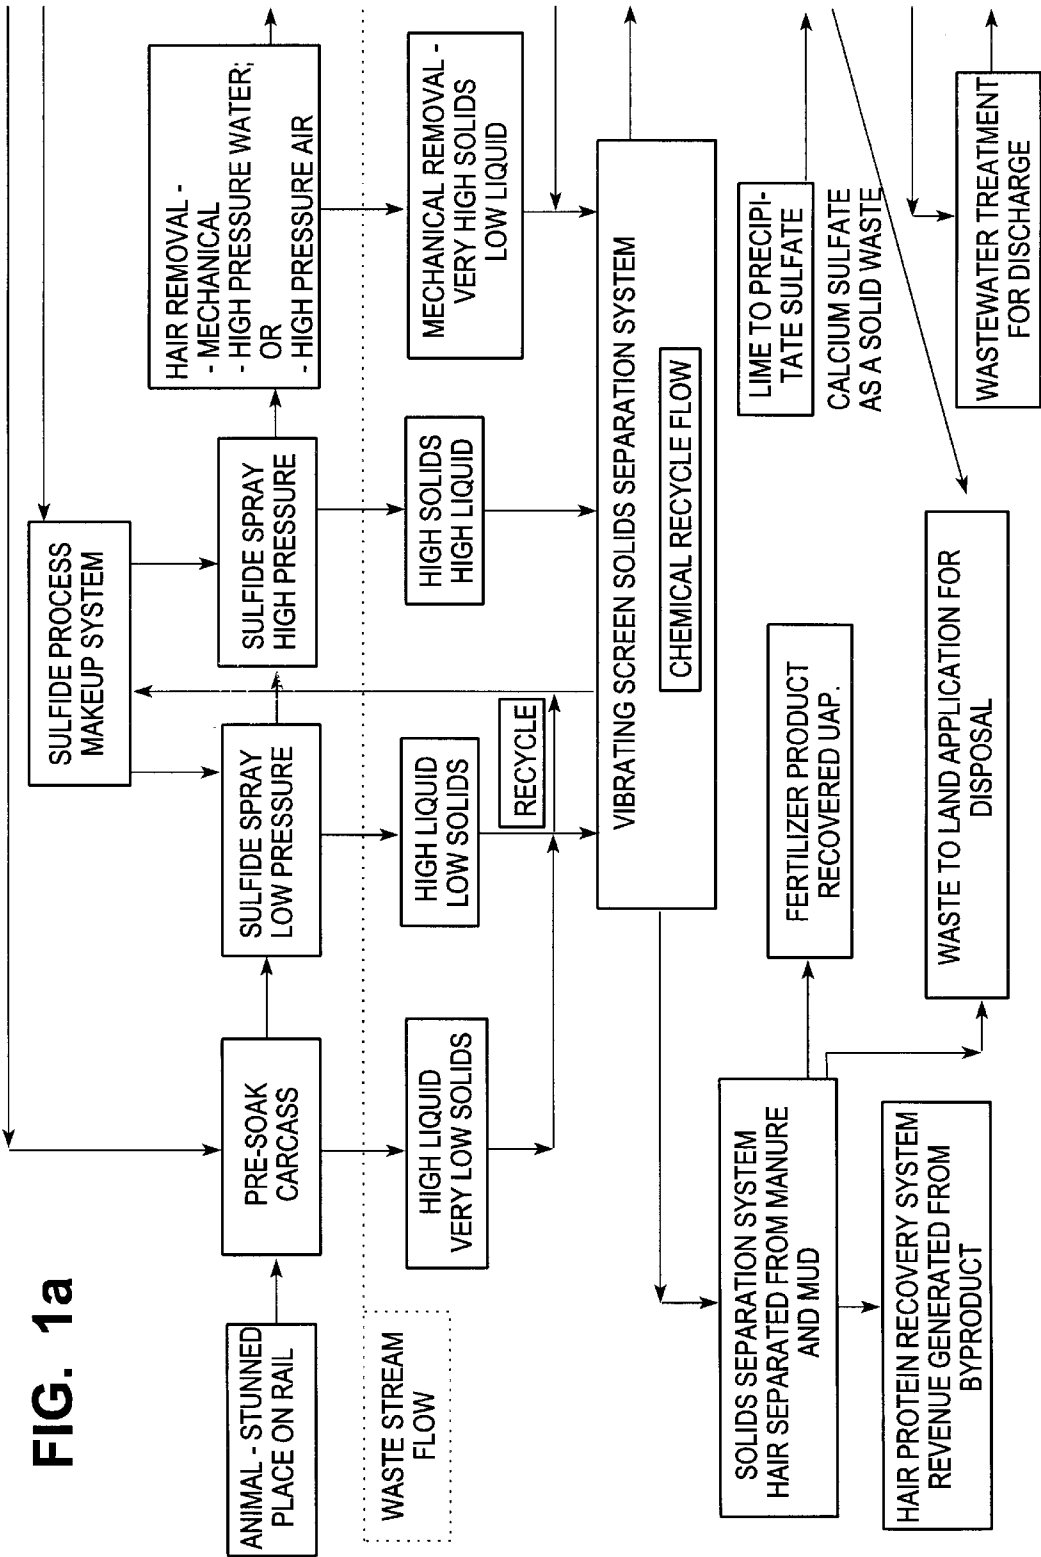 FIG. 1a
SULFIDE PROCESS
MAKEUP SYSTEM
ANIMAL - STUNNED
PLACE ON RAIL
PRE-SOAK
CARCASS
SULFIDE SPRAY
LOW PRESSURE
SULFIDE SPRAY
HIGH PRESSURE
HAIR REMOVAL -
- MECHANICAL
- HIGH PRESSURE WATER;
OR
- HIGH PRESSURE AIR
WASTE STREAM
FLOW
HIGH LIQUID
VERY LOW SOLIDS
HIGH LIQUID
LOW SOLIDS
HIGH SOLIDS
HIGH LIQUID
MECHANICAL REMOVAL -
VERY HIGH SOLIDS
LOW LIQUID
RECYCLE
VIBRATING SCREEN SOLIDS SEPARATION SYSTEM
CHEMICAL RECYCLE FLOW
SOLIDS SEPARATION SYSTEM
HAIR SEPARATED FROM MANURE
AND MUD
FERTILIZER PRODUCT
RECOVERED UAP.
LIME TO PRECIPI-
TATE SULFATE
CALCIUM SULFATE
AS A SOLID WASTE
HAIR PROTEIN RECOVERY SYSTEM
REVENUE GENERATED FROM
BYPRODUCT
WASTE TO LAND APPLICATION FOR
DISPOSAL
WASTEWATER TREATMENT
FOR DISCHARGE